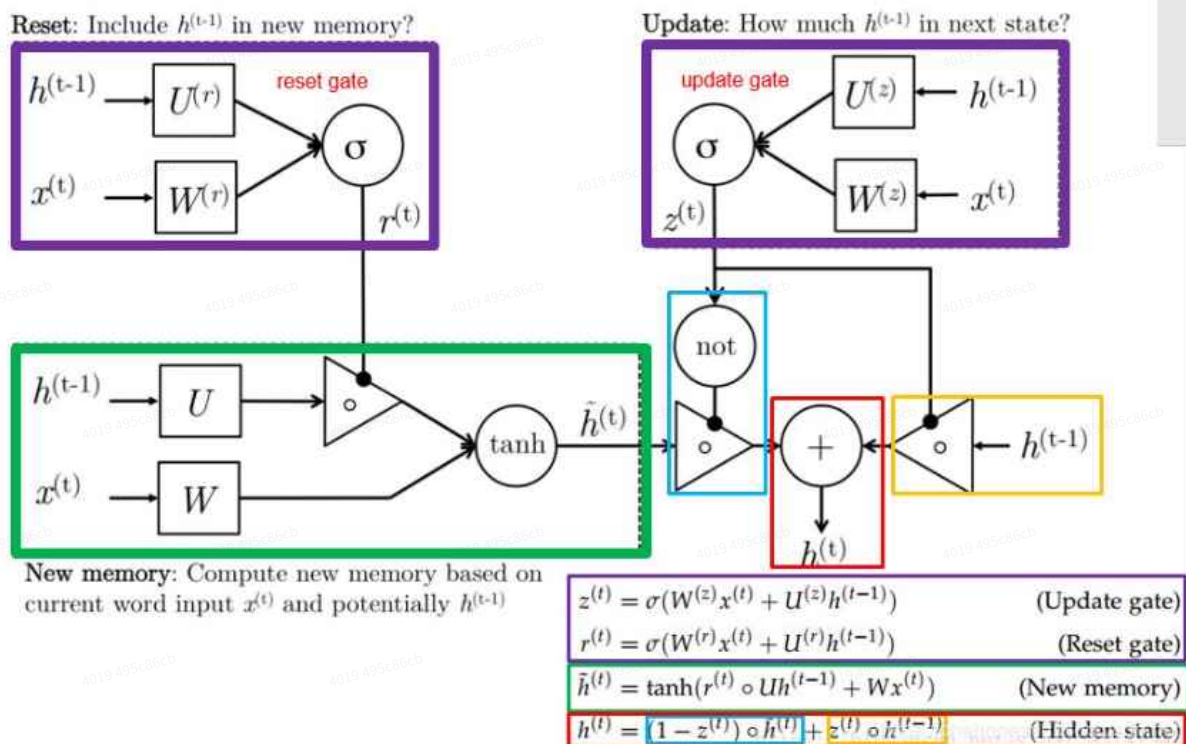 Reset: Include h^(t-1) in new memory?
Update: How much h^(t-1) in next state?
h^(t-1)
U^(r)
reset gate
σ
x^(t)
W^(r)
r^(t)
update gate
σ
U^(z)
h^(t-1)
W^(z)
x^(t)
z^(t)
h^(t-1)
U
∘
x^(t)
W
tanh
h̃^(t)
not
∘
+
∘
h^(t-1)
h^(t)
New memory: Compute new memory based on
current word input x^(t) and potentially h^(t-1)
z^(t) = σ(W^(z)x^(t) + U^(z)h^(t−1)) (Update gate)
r^(t) = σ(W^(r)x^(t) + U^(r)h^(t−1)) (Reset gate)
h̃^(t) = tanh(r^(t) ∘ Uh^(t−1) + Wx^(t)) (New memory)
h^(t) = (1 − z^(t)) ∘ h̃^(t) + z^(t) ∘ h^(t−1) (Hidden state)
4019 495c86cb